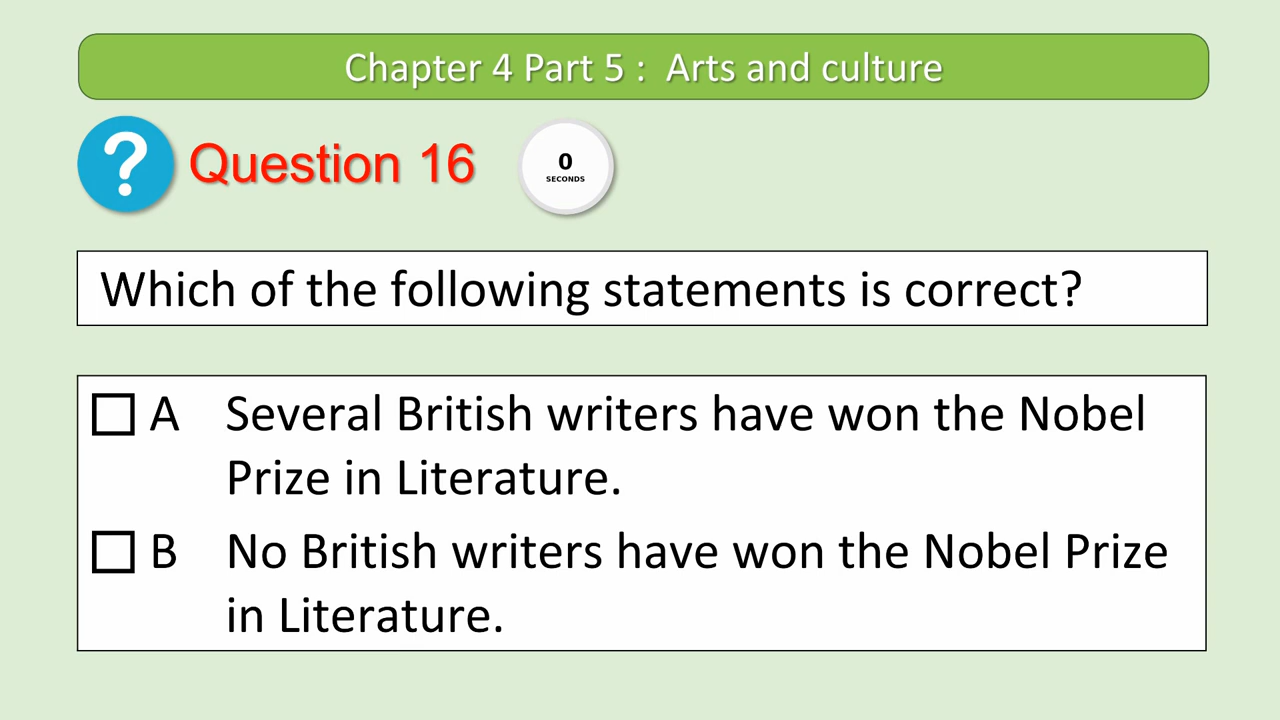 Chapter 4 Part 5 : Arts and culture
?
Question 16
0
SECONDS
Which of the following statements is correct?
A Several British writers have won the Nobel
Prize in Literature.
B No British writers have won the Nobel Prize
in Literature.